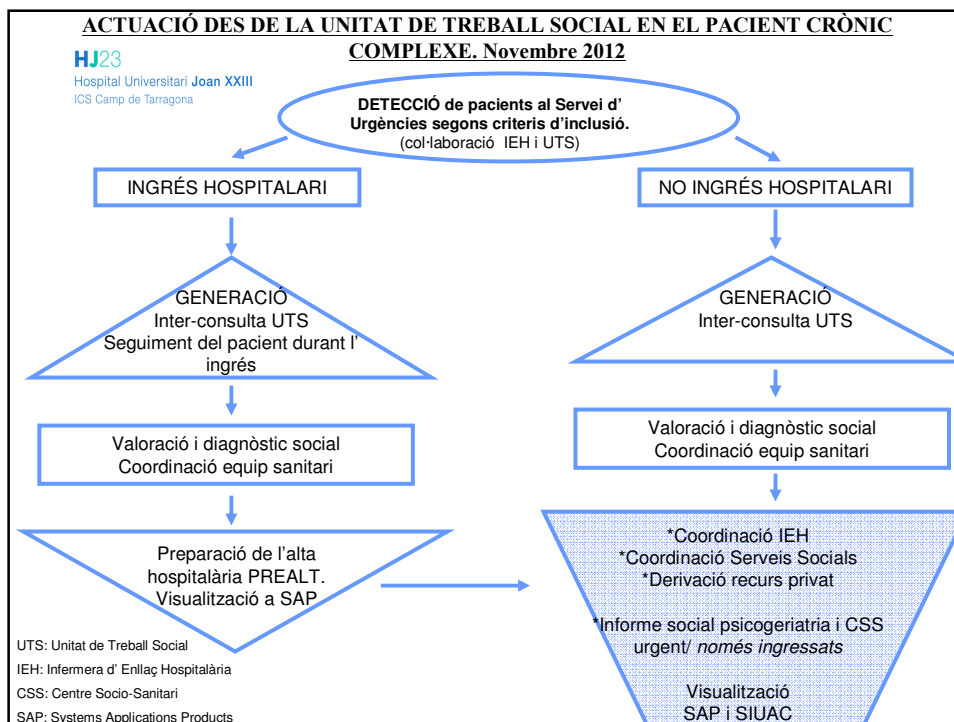 ACTUACIÓ DES DE LA UNITAT DE TREBALL SOCIAL EN EL PACIENT CRÒNIC
COMPLEXE. Novembre 2012
HJ23
Hospital Universitari Joan XXIII
ICS Camp de Tarragona
DETECCIÓ de pacients al Servei d'
Urgències segons criteris d'inclusió.
(col·laboració IEH i UTS)
INGRÉS HOSPITALARI
NO INGRÉS HOSPITALARI
GENERACIÓ
Inter-consulta UTS
Seguiment del pacient durant l'
ingrés
GENERACIÓ
Inter-consulta UTS
Valoració i diagnòstic social
Coordinació equip sanitari
Valoració i diagnòstic social
Coordinació equip sanitari
Preparació de l'alta
hospitalària PREALT.
Visualització a SAP
*Coordinació IEH
*Coordinació Serveis Socials
*Derivació recurs privat
*Informe social psicogeriatria i CSS
urgent/ només ingressats
Visualització
SAP i SIUAC
UTS: Unitat de Treball Social
IEH: Infermera d' Enllaç Hospitalària
CSS: Centre Socio-Sanitari
SAP: Systems Applications Products